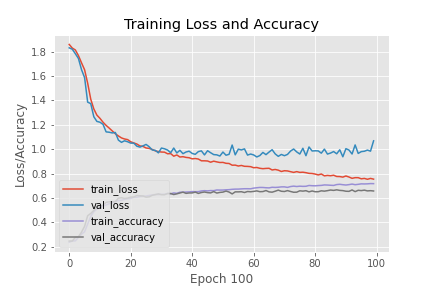 Training Loss and Accuracy
Loss/Accuracy
1.8
1.6
1.4
1.2
1.0
0.8
0.6
0.4
0.2
train_loss
val_loss
train_accuracy
val_accuracy
0 20 40 60 80 100
Epoch 100